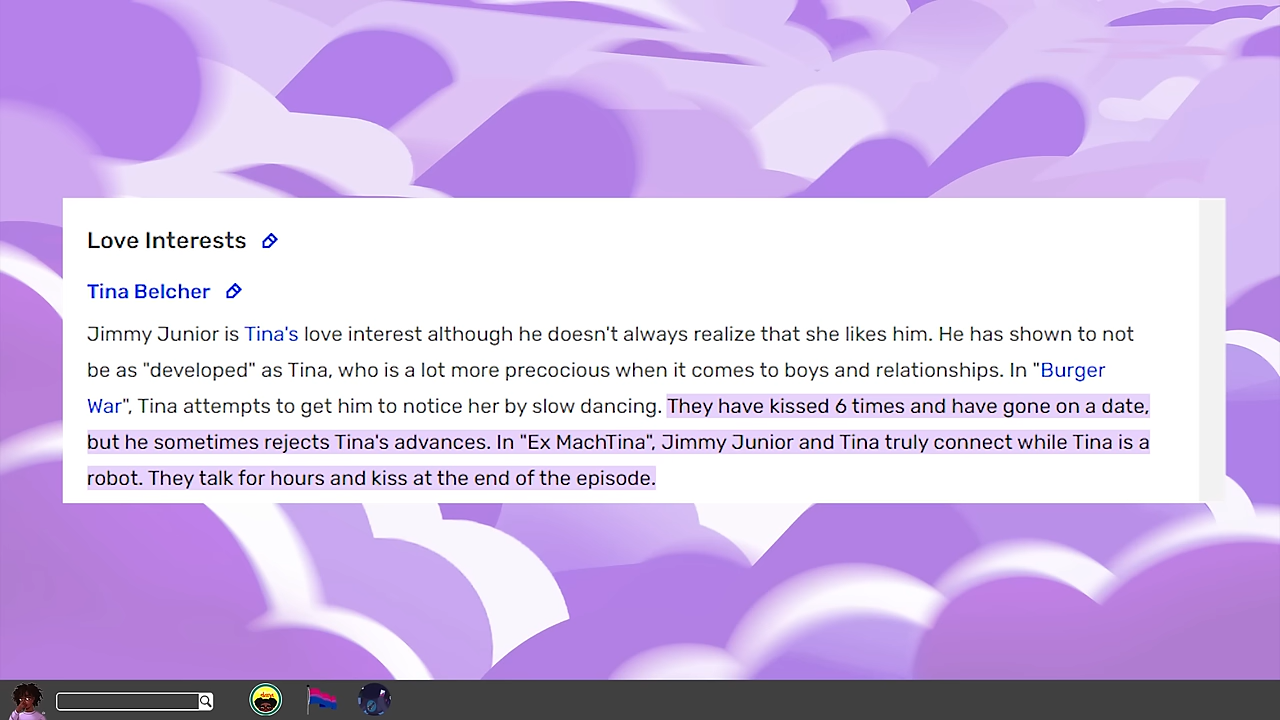 Love Interests
Tina Belcher
Jimmy Junior is Tina's love interest although he doesn't always realize that she likes him. He has shown to not
be as "developed" as Tina, who is a lot more precocious when it comes to boys and relationships. In "Burger
War", Tina attempts to get him to notice her by slow dancing. They have kissed 6 times and have gone on a date,
but he sometimes rejects Tina's advances. In "Ex MachTina", Jimmy Junior and Tina truly connect while Tina is a
robot. They talk for hours and kiss at the end of the episode.